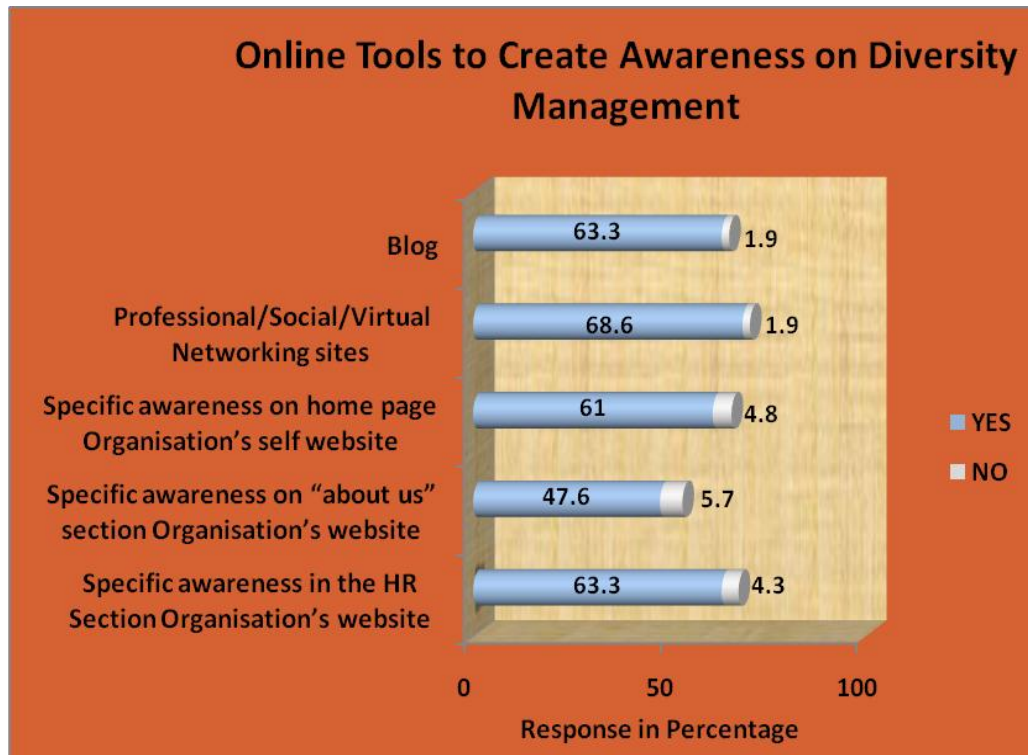 Online Tools to Create Awareness on Diversity
Management
Blog
63.3
1.9
Professional/Social/Virtual
Networking sites
68.6
1.9
Specific awareness on home page
Organisation's self website
61
4.8
Specific awareness on “about us”
section Organisation's website
47.6
5.7
Specific awareness in the HR
Section Organisation's website
63.3
4.3
YES
NO
0
50
100
Response in Percentage